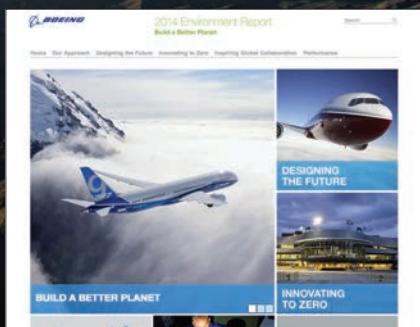 BOEING
2014 Environment Report
Build a Better Planet
Search
Home Our Approach Designing the Future Innovating to Zero Inspiring Global Collaboration Performance
9
DESIGNING
THE FUTURE
BUILD A BETTER PLANET
INNOVATING
TO ZERO